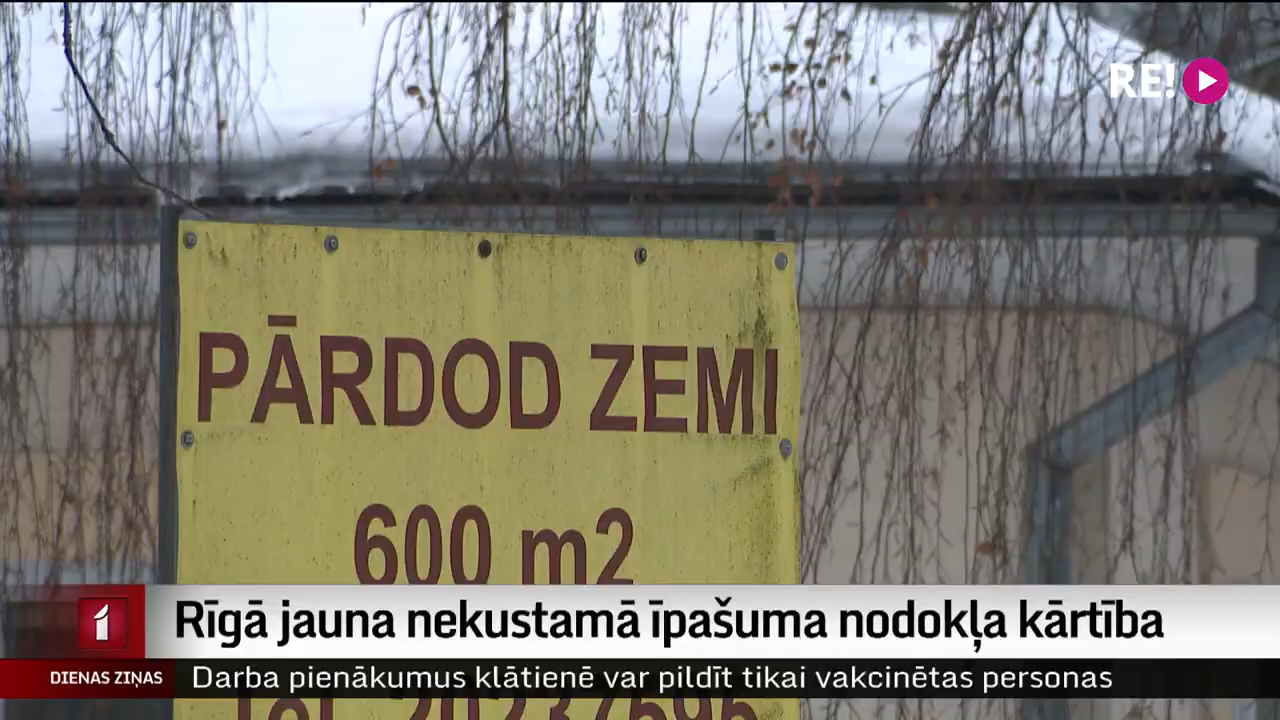 RE!
PĀRDOD ZEMI
600 m2
1
Rīgā jauna nekustamā īpašuma nodokļa kārtība
DIENAS ZIŅAS
Darba pienākumus klātienē var pildīt tikai vakcinētas personas